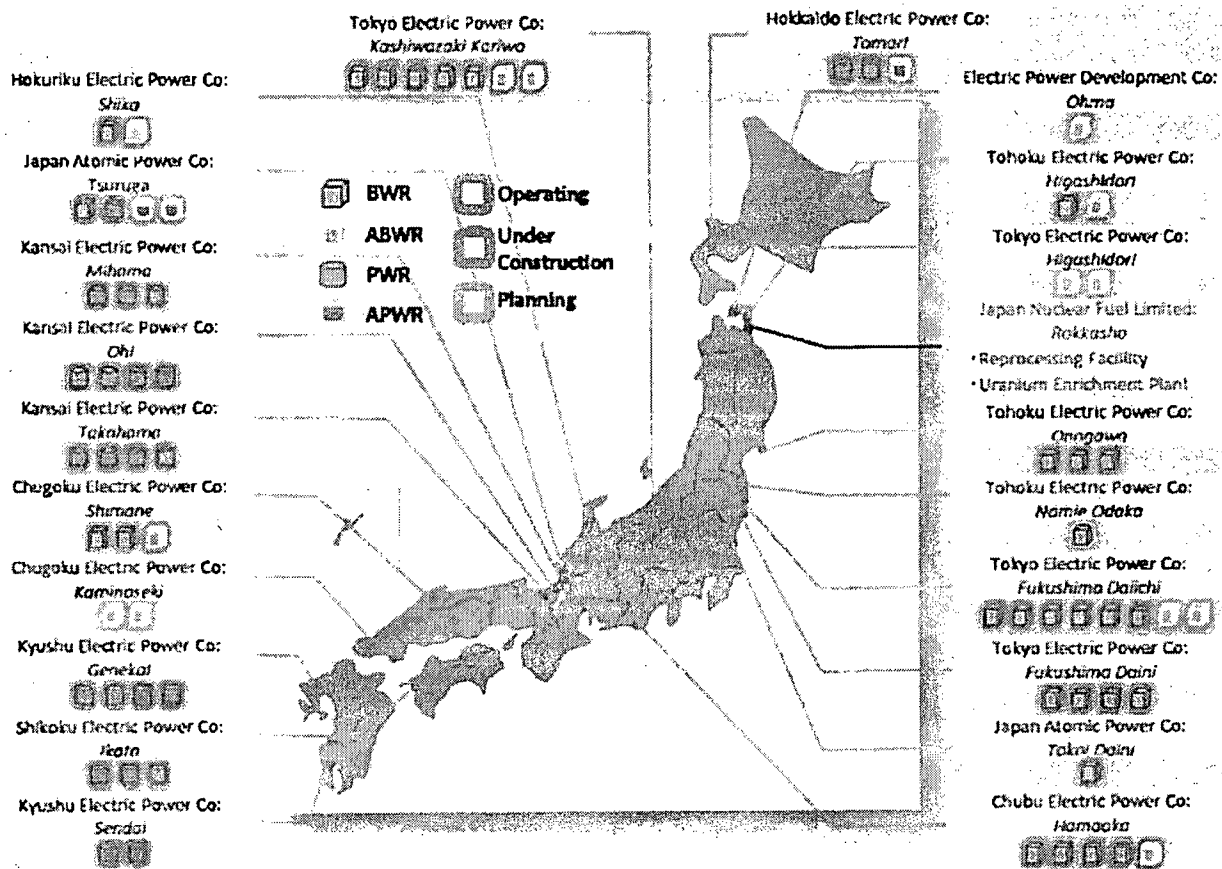 Tokyo Electric Power Co:
Kashiwazaki Kariwa
Hokkaido Electric Power Co:
Tomari
Hokuriku Electric Power Co:
Shika
Japan Atomic Power Co:
Tsuruga
Kansai Electric Power Co:
Mihama
Kansai Electric Power Co:
Ohi
Kansai Electric Power Co:
Takahama
Chugoku Electric Power Co:
Shimane
Chugoku Electric Power Co:
Kaminoseki
Kyushu Electric Power Co:
Genekai
Shikoku Electric Power Co:
Ikata
Kyushu Electric Power Co:
Sendai
BWR
ABWR
PWR
APWR
Operating
Under
Construction
Planning
Electric Power Development Co:
Ohma
Tohoku Electric Power Co:
Higashidori
Tokyo Electric Power Co:
Higashidori
Japan Nuclear Fuel Limited:
Rokkasho
• Reprocessing Facility
• Uranium Enrichment Plant
Tohoku Electric Power Co:
Onagawa
Tohoku Electric Power Co:
Namie Odaka
Tokyo Electric Power Co:
Fukushima Daiichi
Tokyo Electric Power Co:
Fukushima Daini
Japan Atomic Power Co:
Tokai Daini
Chubu Electric Power Co:
Hamaoka